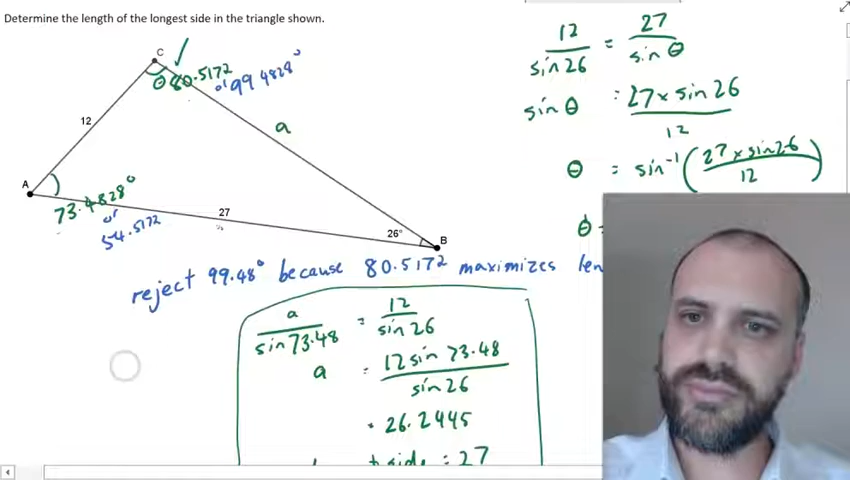 Determine the length of the longest side in the triangle shown.
C
θ 80.5172
or 99.4828°
12
a
A
73.4828°
or
54.5172
27
26°
B
12/sin 26 = 27/sin θ
sin θ = 27 × sin 26/12
θ = sin⁻¹ (27 × sin 26/12)
θ =
reject 99.48° because 80.5172 maximizes len
a/sin 73.48 = 12/sin 26
a = 12 sin 73.48/sin 26
= 26.2445
side = 27